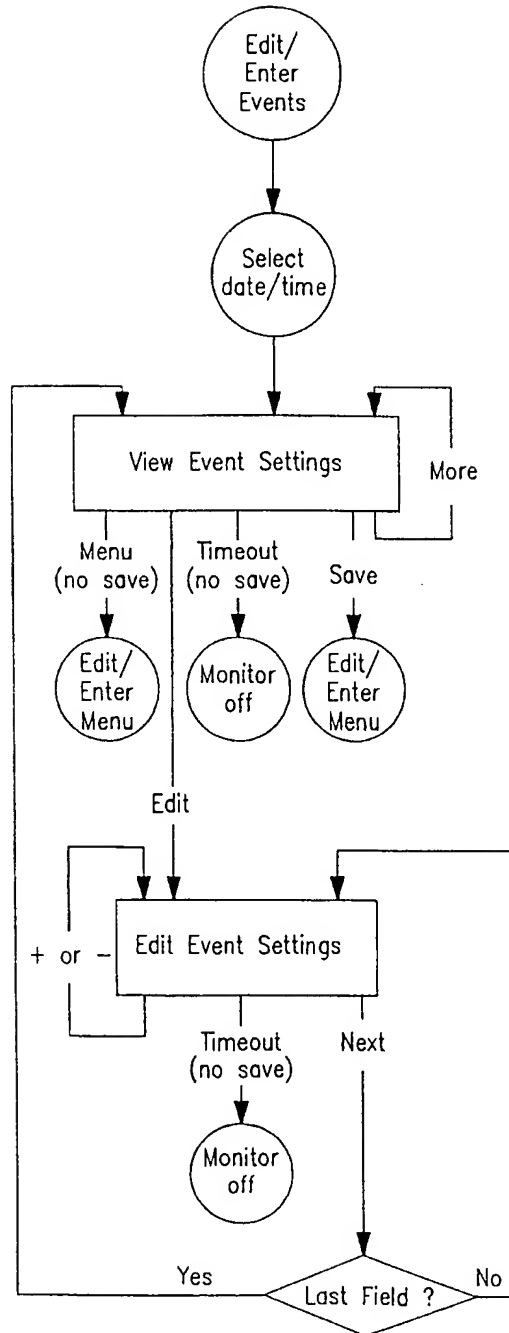 Edit/
Enter
Events
Select
date/time
View Event Settings
More
Menu
(no save)
Timeout
(no save)
Save
Edit/
Enter
Menu
Monitor
off
Edit/
Enter
Menu
Edit
+ or -
Edit Event Settings
Timeout
(no save)
Next
Monitor
off
Yes
Last Field ?
No